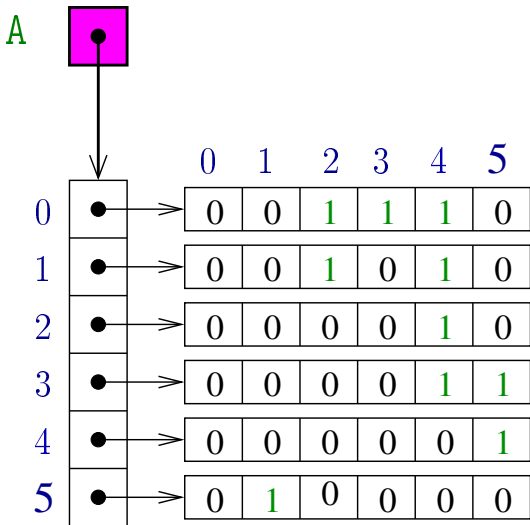 A
0 1 2 3 4 5
0 0 0 1 1 1 0
1 0 0 1 0 1 0
2 0 0 0 0 1 0
3 0 0 0 0 1 1
4 0 0 0 0 0 1
5 0 1 0 0 0 0